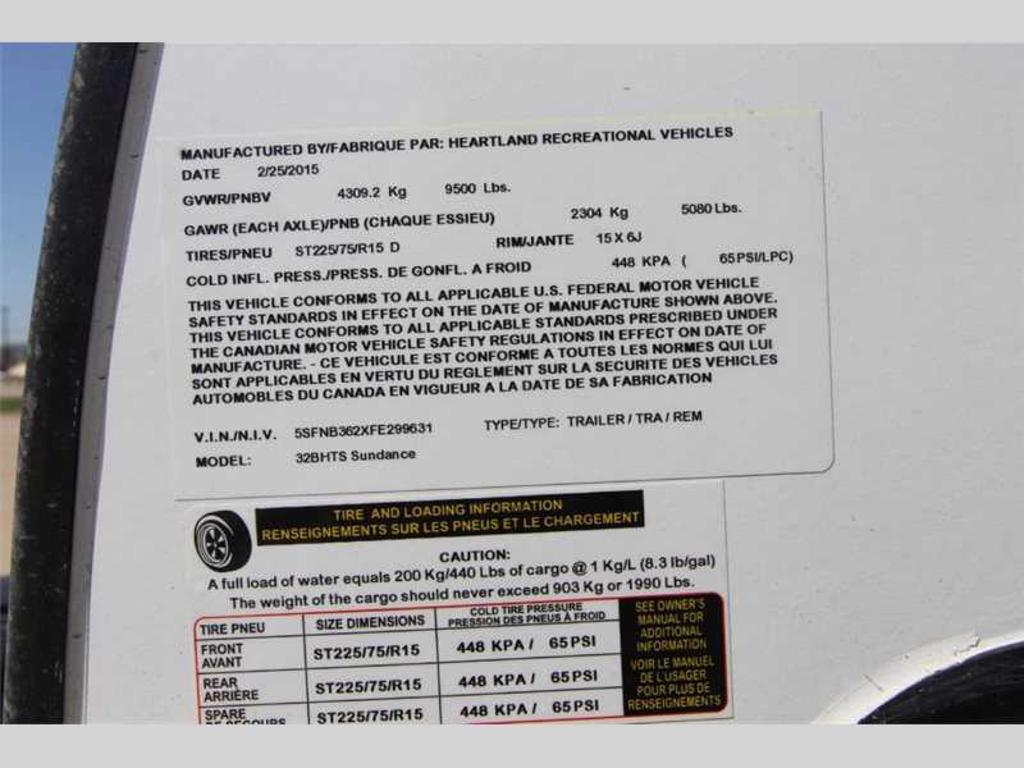 MANUFACTURED BY/FABRIQUE PAR: HEARTLAND RECREATIONAL VEHICLES
DATE 2/25/2015
GVWR/PNBV 4309.2 Kg 9500 Lbs.
GAWR (EACH AXLE)/PNB (CHAQUE ESSIEU) 2304 Kg 5080 Lbs.
TIRES/PNEU ST225/75/R15 D RIM/JANTE 15 X 6J
COLD INFL. PRESS./PRESS. DE GONFL. A FROID 448 KPA ( 65 PSI/LPC)
THIS VEHICLE CONFORMS TO ALL APPLICABLE U.S. FEDERAL MOTOR VEHICLE
SAFETY STANDARDS IN EFFECT ON THE DATE OF MANUFACTURE SHOWN ABOVE.
THIS VEHICLE CONFORMS TO ALL APPLICABLE STANDARDS PRESCRIBED UNDER
THE CANADIAN MOTOR VEHICLE SAFETY REGULATIONS IN EFFECT ON DATE OF
MANUFACTURE. - CE VEHICULE EST CONFORME A TOUTES LES NORMES QUI LUI
SONT APPLICABLES EN VERTU DU REGLEMENT SUR LA SECURITE DES VEHICLES
AUTOMOBLES DU CANADA EN VIGUEUR A LA DATE DE SA FABRICATION
V.I.N./N.I.V. 5SFNB362XFE299631 TYPE/TYPE: TRAILER / TRA / REM
MODEL: 32BHTS Sundance
TIRE AND LOADING INFORMATION
RENSEIGNEMENTS SUR LES PNEUS ET LE CHARGEMENT
CAUTION:
A full load of water equals 200 Kg/440 Lbs of cargo @ 1 Kg/L (8.3 lb/gal)
The weight of the cargo should never exceed 903 Kg or 1990 Lbs.
TIRE PNEU SIZE DIMENSIONS COLD TIRE PRESSURE
PRESSION DES PNEUS À FROID
FRONT
AVANT ST225/75/R15 448 KPA / 65 PSI
REAR
ARRIÈRE ST225/75/R15 448 KPA / 65 PSI
SPARE
DE SECOURS ST225/75/R15 448 KPA / 65 PSI
SEE OWNER'S
MANUAL FOR
ADDITIONAL
INFORMATION
VOIR LE MANUEL
DE L'USAGER
POUR PLUS DE
RENSEIGNEMENTS